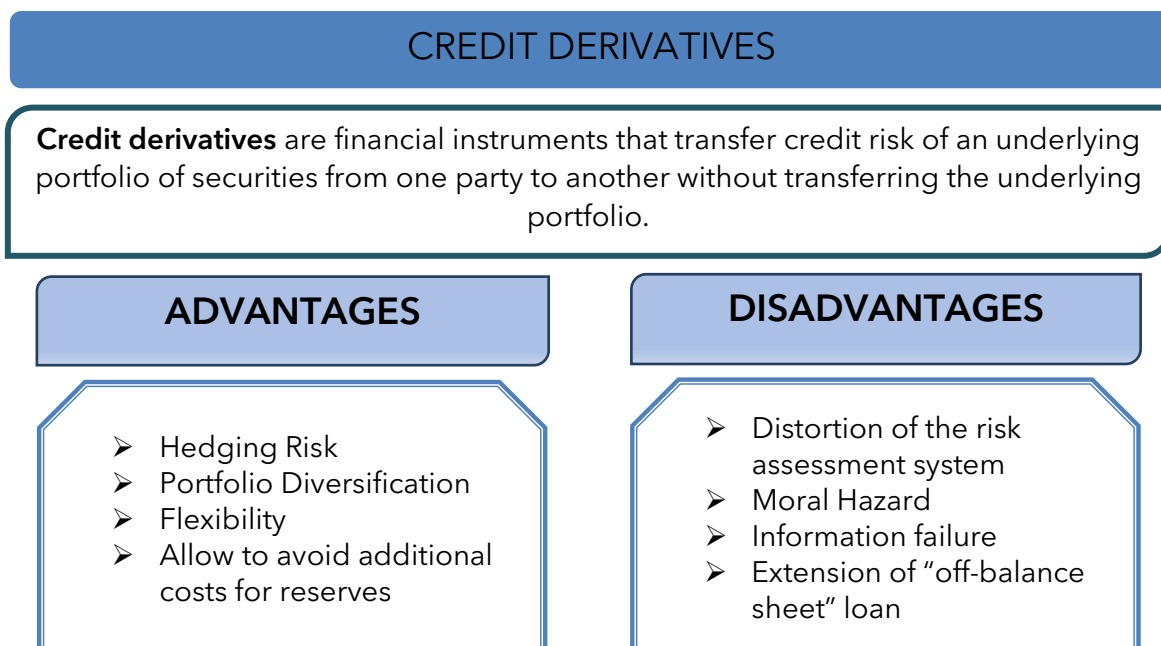 CREDIT DERIVATIVES
Credit derivatives are financial instruments that transfer credit risk of an underlying
portfolio of securities from one party to another without transferring the underlying
portfolio.
ADVANTAGES
➢ Hedging Risk
➢ Portfolio Diversification
➢ Flexibility
➢ Allow to avoid additional
costs for reserves
DISADVANTAGES
➢ Distortion of the risk
assessment system
➢ Moral Hazard
➢ Information failure
➢ Extension of “off-balance
sheet” loan